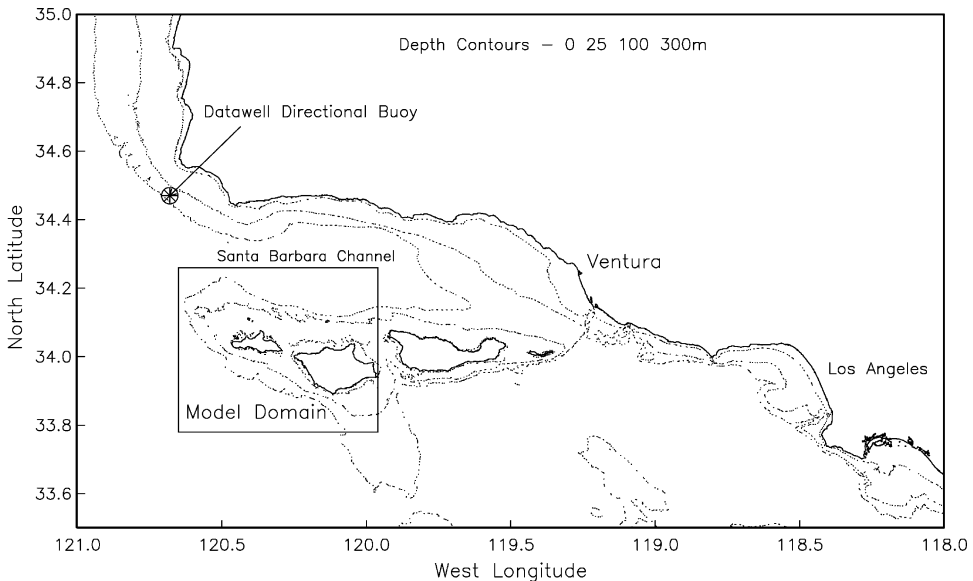 35.0
Depth Contours – 0 25 100 300m
34.8
Datawell Directional Buoy
34.6
34.4
Santa Barbara Channel
Ventura
34.2
North Latitude
34.0
Los Angeles
Model Domain
33.8
33.6
121.0 120.5 120.0 119.5 119.0 118.5 118.0
West Longitude